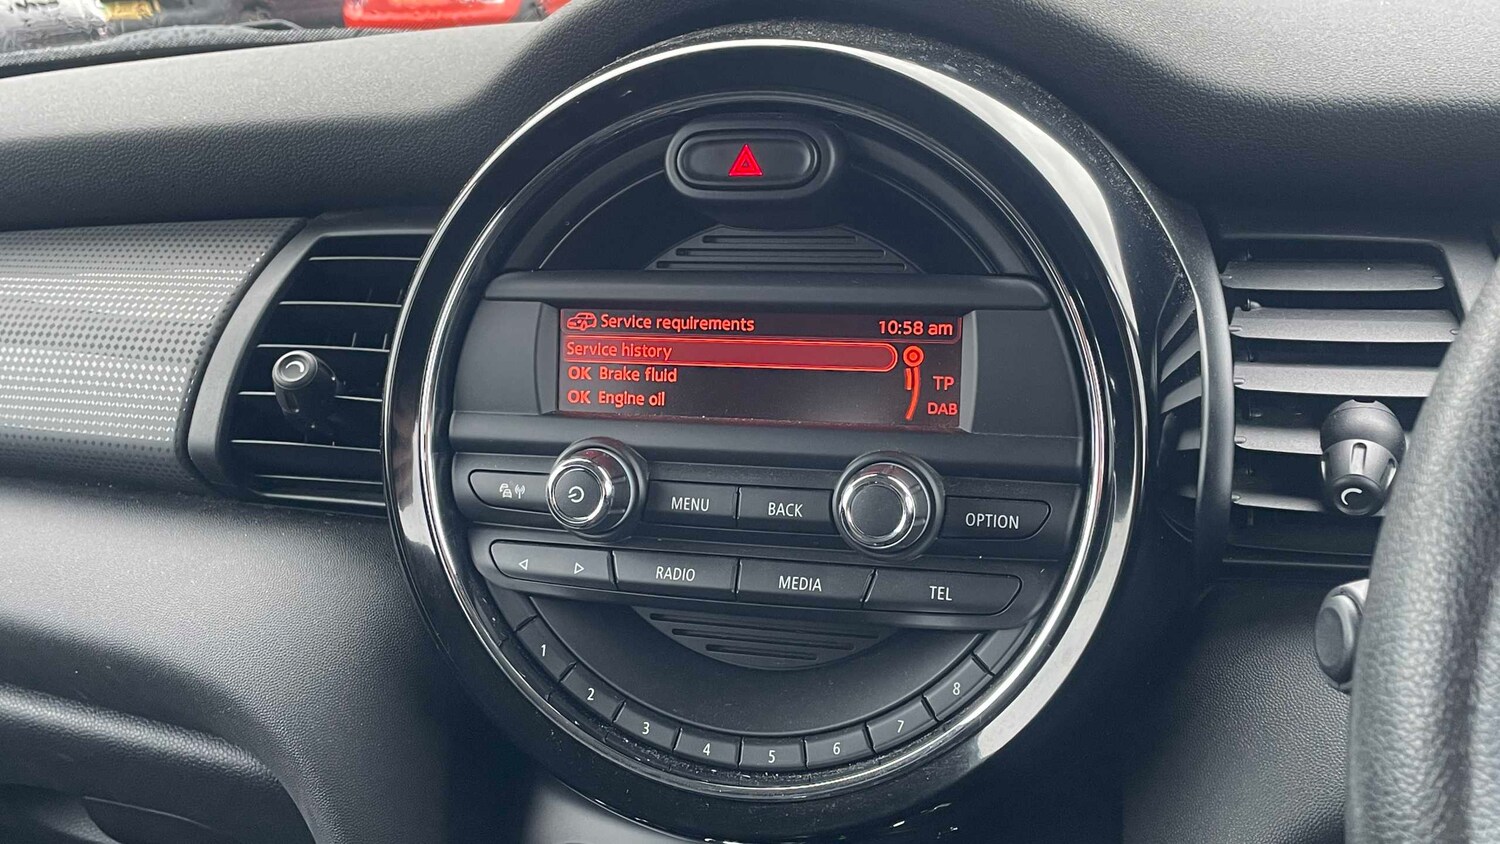 Service requirements 10:58 am
Service history
OK Brake fluid
TP
OK Engine oil
DAB
MENU BACK
OPTION
RADIO MEDIA TEL
1 2 3 4 5 6 7 8